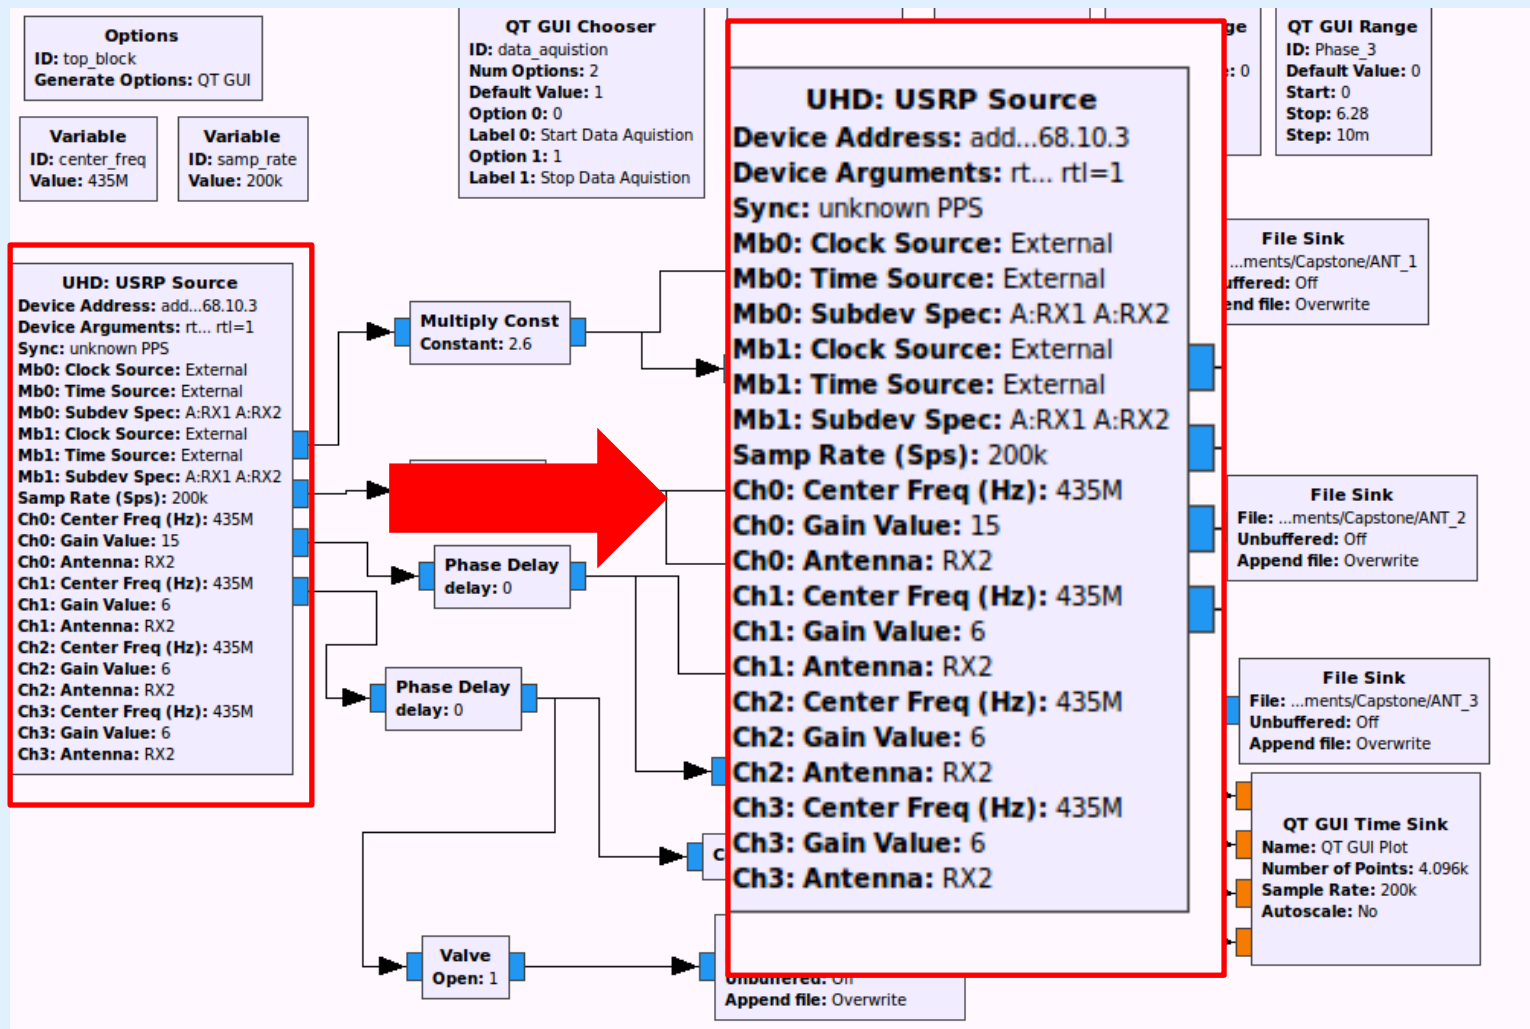 Options
ID: top_block
Generate Options: QT GUI
Variable
ID: center_freq
Value: 435M
Variable
ID: samp_rate
Value: 200k
QT GUI Chooser
ID: data_aquistion
Num Options: 2
Default Value: 1
Option 0: 0
Label 0: Start Data Aquistion
Option 1: 1
Label 1: Stop Data Aquistion
QT GUI Range
ID: Phase_3
Default Value: 0
Start: 0
Stop: 6.28
Step: 10m
UHD: USRP Source
Device Address: add...68.10.3
Device Arguments: rt... rtl=1
Sync: unknown PPS
Mb0: Clock Source: External
Mb0: Time Source: External
Mb0: Subdev Spec: A:RX1 A:RX2
Mb1: Clock Source: External
Mb1: Time Source: External
Mb1: Subdev Spec: A:RX1 A:RX2
Samp Rate (Sps): 200k
Ch0: Center Freq (Hz): 435M
Ch0: Gain Value: 15
Ch0: Antenna: RX2
Ch1: Center Freq (Hz): 435M
Ch1: Gain Value: 6
Ch1: Antenna: RX2
Ch2: Center Freq (Hz): 435M
Ch2: Gain Value: 6
Ch2: Antenna: RX2
Ch3: Center Freq (Hz): 435M
Ch3: Gain Value: 6
Ch3: Antenna: RX2
Multiply Const
Constant: 2.6
Phase Delay
delay: 0
Phase Delay
delay: 0
Valve
Open: 1
UHD: USRP Source
Device Address: add...68.10.3
Device Arguments: rt... rtl=1
Sync: unknown PPS
Mb0: Clock Source: External
Mb0: Time Source: External
Mb0: Subdev Spec: A:RX1 A:RX2
Mb1: Clock Source: External
Mb1: Time Source: External
Mb1: Subdev Spec: A:RX1 A:RX2
Samp Rate (Sps): 200k
Ch0: Center Freq (Hz): 435M
Ch0: Gain Value: 15
Ch0: Antenna: RX2
Ch1: Center Freq (Hz): 435M
Ch1: Gain Value: 6
Ch1: Antenna: RX2
Ch2: Center Freq (Hz): 435M
Ch2: Gain Value: 6
Ch2: Antenna: RX2
Ch3: Center Freq (Hz): 435M
Ch3: Gain Value: 6
Ch3: Antenna: RX2
Unbuffered: Off
Append file: Overwrite
File Sink
...ments/Capstone/ANT_1
Off
Overwrite
File Sink
File: ...ments/Capstone/ANT_2
Unbuffered: Off
Append file: Overwrite
File Sink
File: ...ments/Capstone/ANT_3
Unbuffered: Off
Append file: Overwrite
QT GUI Time Sink
Name: QT GUI Plot
Number of Points: 4.096k
Sample Rate: 200k
Autoscale: No